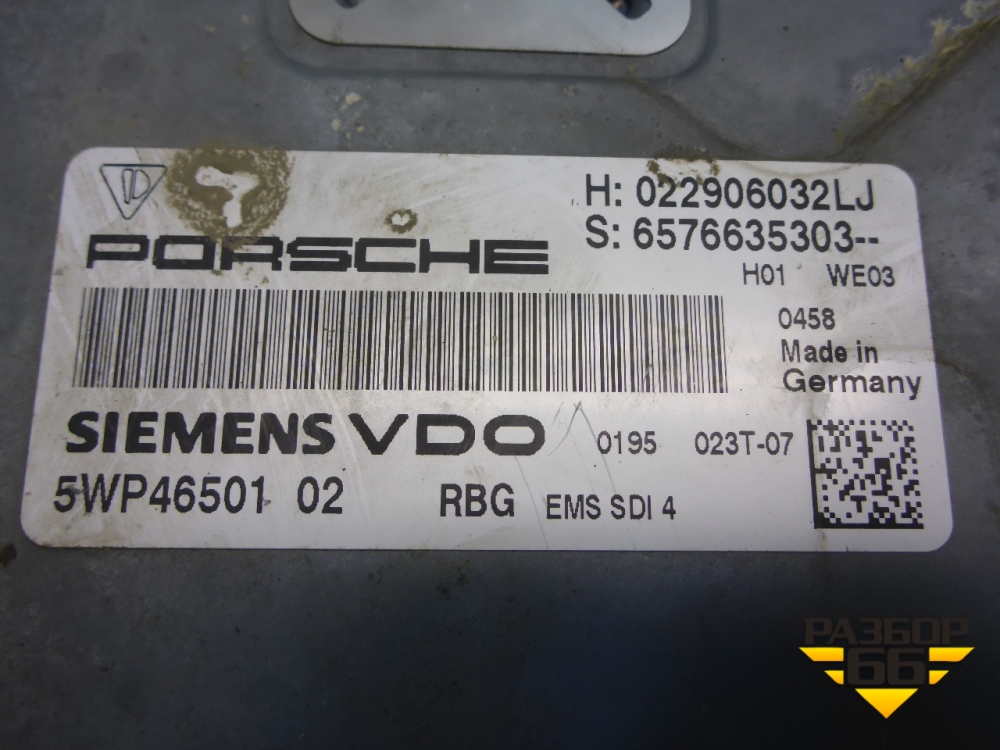 H: 022906032LJ
PORSCHE
S: 6576635303--
H01 WE03
0458
Made in
Germany
SIEMENS VDO
0195 023T-07
5WP46501 02
RBG EMS SDI 4
РАЗБОР
66